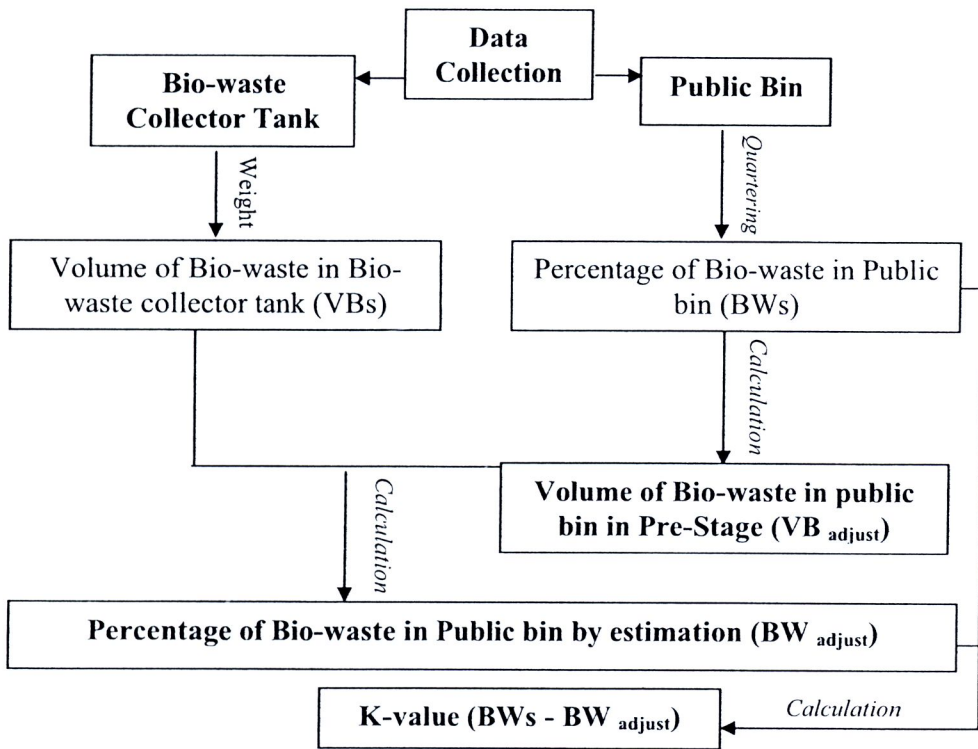 Data
Collection
Bio-waste
Collector Tank
Public Bin
Weight
Quartering
Volume of Bio-waste in Bio-
waste collector tank (VBs)
Percentage of Bio-waste in Public
bin (BWs)
Calculation
Volume of Bio-waste in public
bin in Pre-Stage (VB adjust)
Calculation
Percentage of Bio-waste in Public bin by estimation (BW adjust)
K-value (BWs - BW adjust)
Calculation